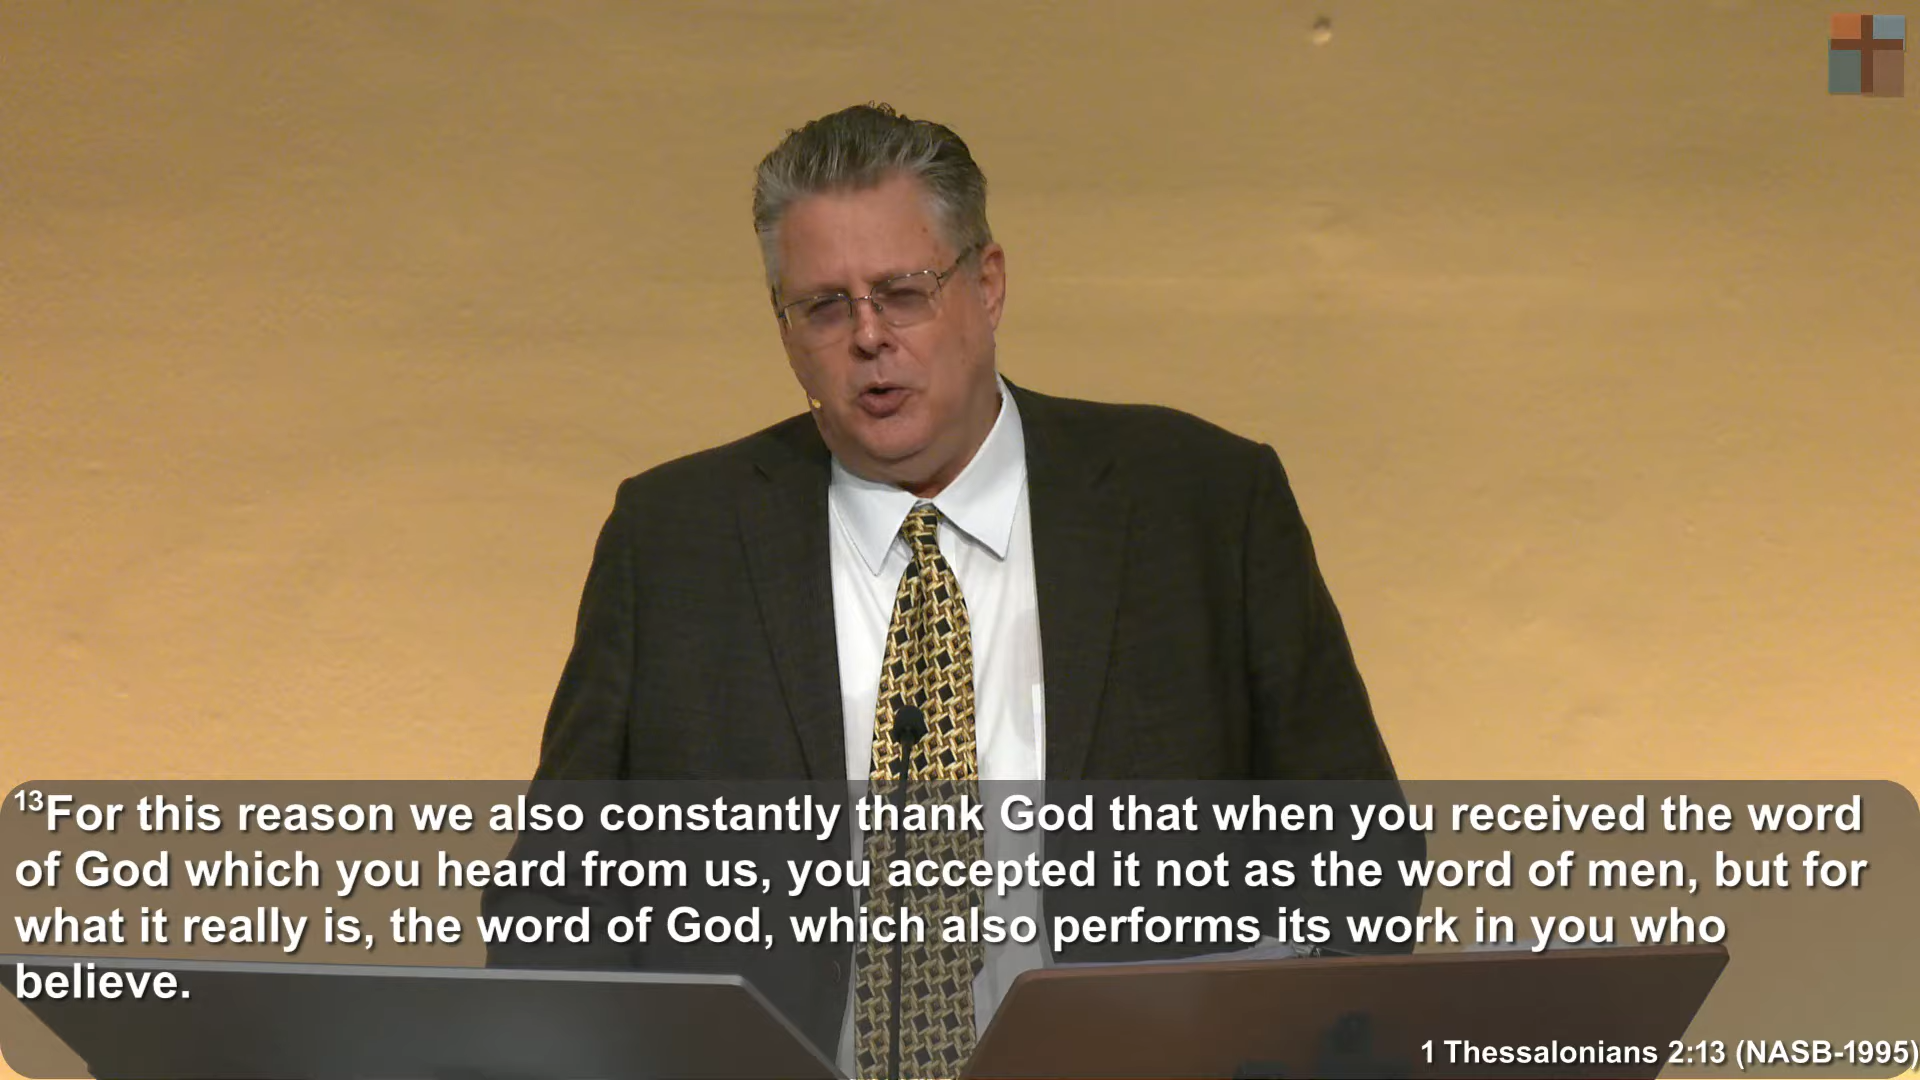 ¹³For this reason we also constantly thank God that when you received the word
of God which you heard from us, you accepted it not as the word of men, but for
what it really is, the word of God, which also performs its work in you who
believe.
1 Thessalonians 2:13 (NASB-1995)